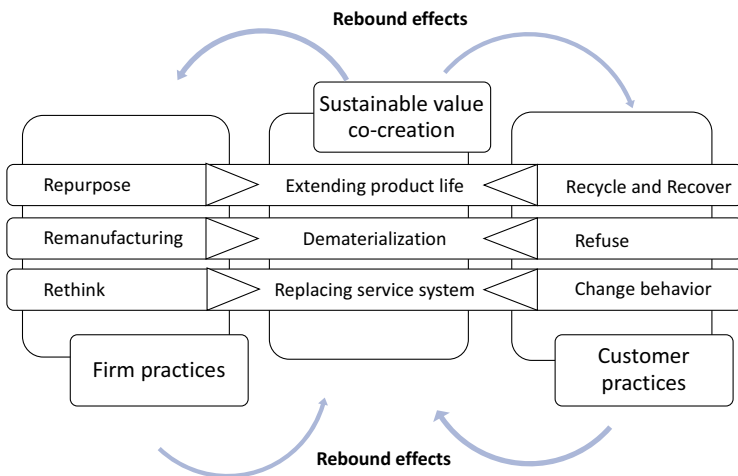 Rebound effects
Sustainable value
co-creation
Repurpose
Extending product life
Recycle and Recover
Remanufacturing
Dematerialization
Refuse
Rethink
Replacing service system
Change behavior
Firm practices
Customer
practices
Rebound effects